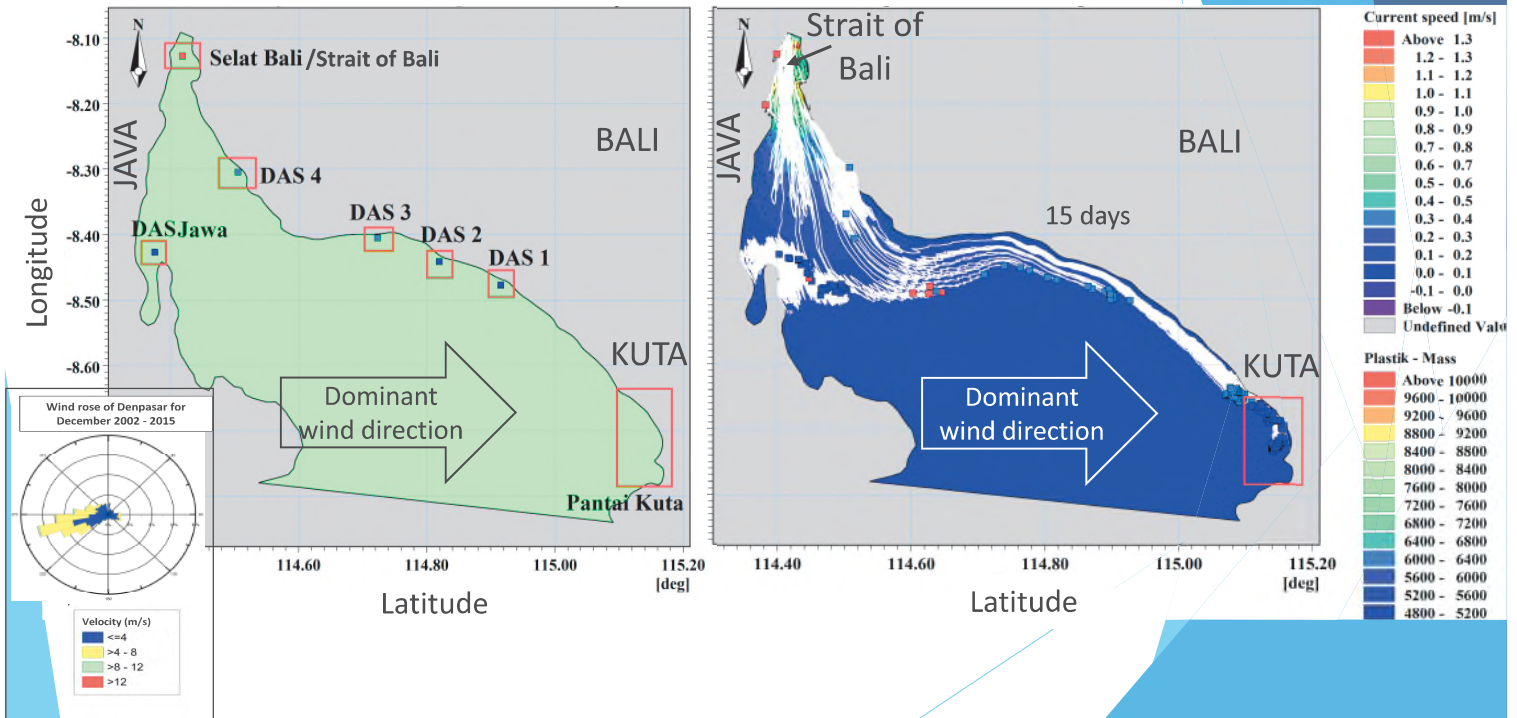 N
-8.10
-8.20
-8.30
-8.40
-8.50
-8.60
Longitude
JAVA
Selat Bali/Strait of Bali
BALI
DAS 4
DAS 3
DAS 2
DAS 1
DASJawa
KUTA
Dominant
wind direction
Pantai Kuta
114.60
114.80
115.00
115.20
[deg]
Latitude
Wind rose of Denpasar for
December 2002 - 2015
Velocity (m/s)
<=4
>4 - 8
>8 - 12
>12
N
Strait of
Bali
JAVA
BALI
15 days
KUTA
Dominant
wind direction
114.40
114.60
114.80
115.00
115.20
[deg]
Latitude
Current speed [m/s]
Above 1.3
1.2 - 1.3
1.1 - 1.2
1.0 - 1.1
0.9 - 1.0
0.8 - 0.9
0.7 - 0.8
0.6 - 0.7
0.5 - 0.6
0.4 - 0.5
0.3 - 0.4
0.2 - 0.3
0.1 - 0.2
0.0 - 0.1
-0.1 - 0.0
Below -0.1
Undefined Valu
Plastik - Mass
Above 10000
9600 - 10000
9200 - 9600
8800 - 9200
8400 - 8800
8000 - 8400
7600 - 8000
7200 - 7600
6800 - 7200
6400 - 6800
6000 - 6400
5600 - 6000
5200 - 5600
4800 - 5200